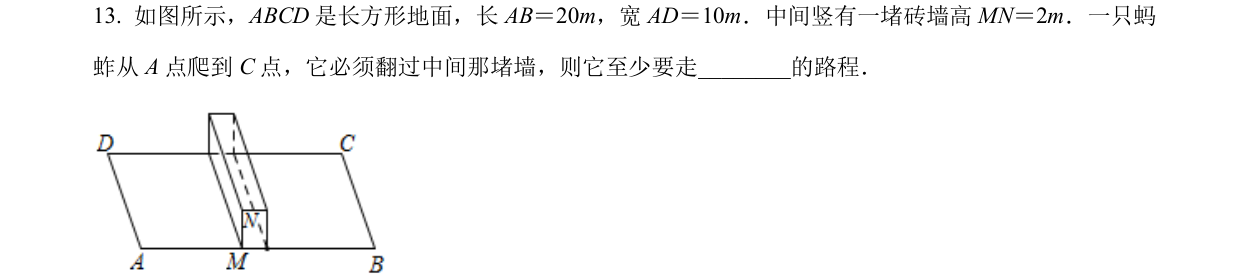 13. 如图所示，ABCD 是长方形地面，长 AB＝20m，宽 AD＝10m．中间竖有一堵砖墙高 MN＝2m．一只蚂
蚱从 A 点爬到 C 点，它必须翻过中间那堵墙，则它至少要走________的路程．
D
C
N
A
M
B